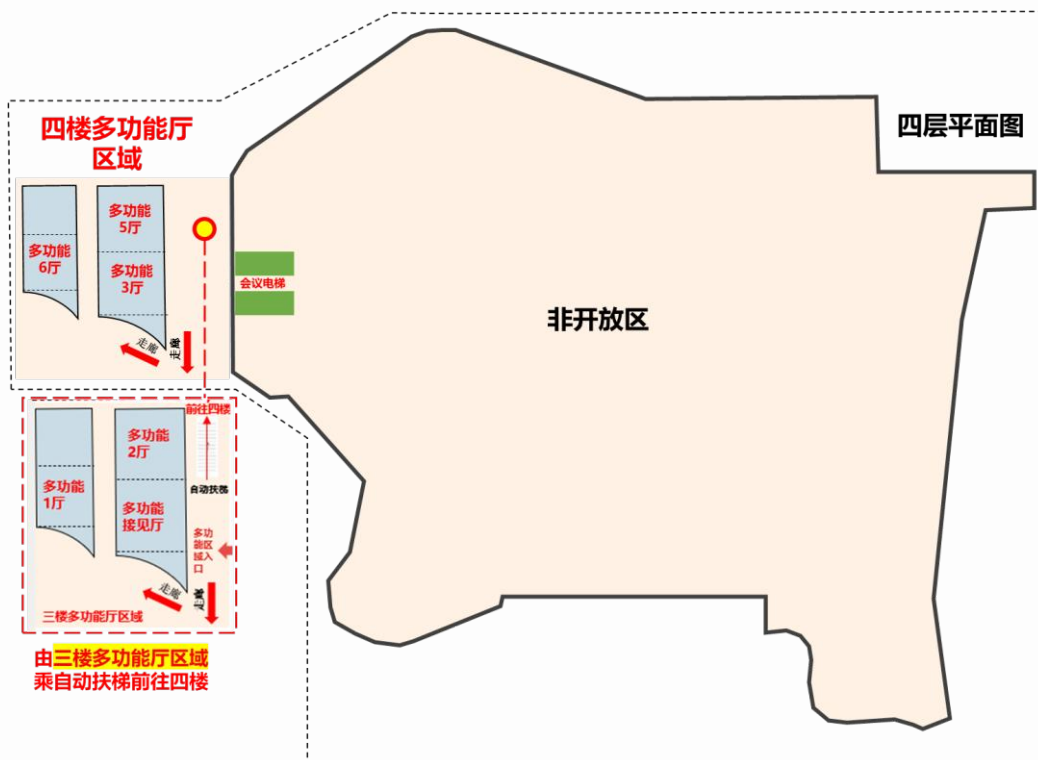 四楼多功能厅
区域
四层平面图
多功能
5厅
多功能
6厅
多功能
3厅
会议电梯
走廊
走廊
非开放区
前往四楼
多功能
2厅
自动扶梯
多功能
1厅
多功能
接见厅
多功
能区
域入
口
走廊
走廊
三楼多功能厅区域
由三楼多功能厅区域
乘自动扶梯前往四楼